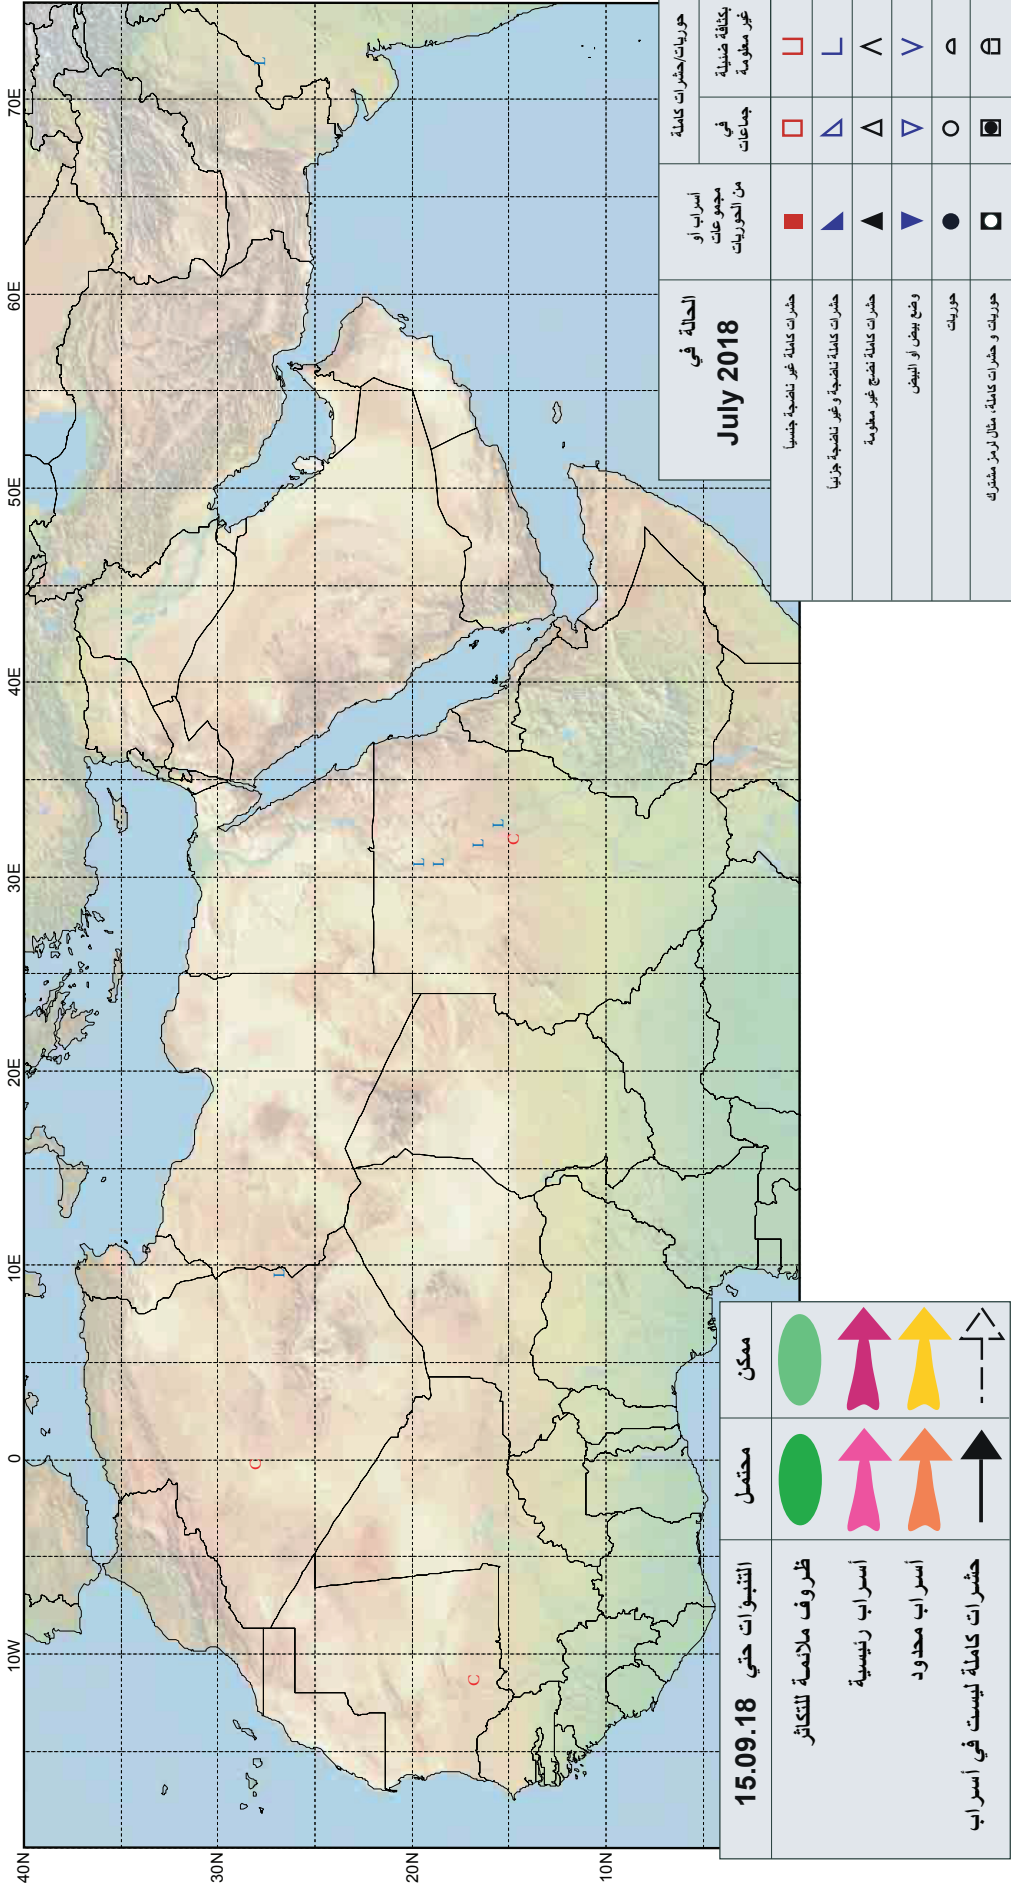 40N
30N
20N
10N
10W
0
10E
20E
30E
40E
50E
60E
70E
C
C
L
L
L
L
L
C
L
التنبؤات حتي 15.09.18
محتمل
ممكن
ظروف ملائمة للتكاثر
أسراب رئيسية
أسراب محدود
حشرات كاملة ليست في أسراب
الحالة في
July 2018
أسراب أو
مجموعات
من الحوريات
حوريات/حشرات كاملة
في
جماعات
بكثافة ضئيلة
غير معلومة
حشرات كاملة غير ناضجة جنسياً
حشرات كاملة ناضجة وغير ناضجة جزئياً
حشرات كاملة نضج غير معلومة
وضع بيض أو البيض
حوريات
حوريات و حشرات كاملة، مثال لرمز مشترك